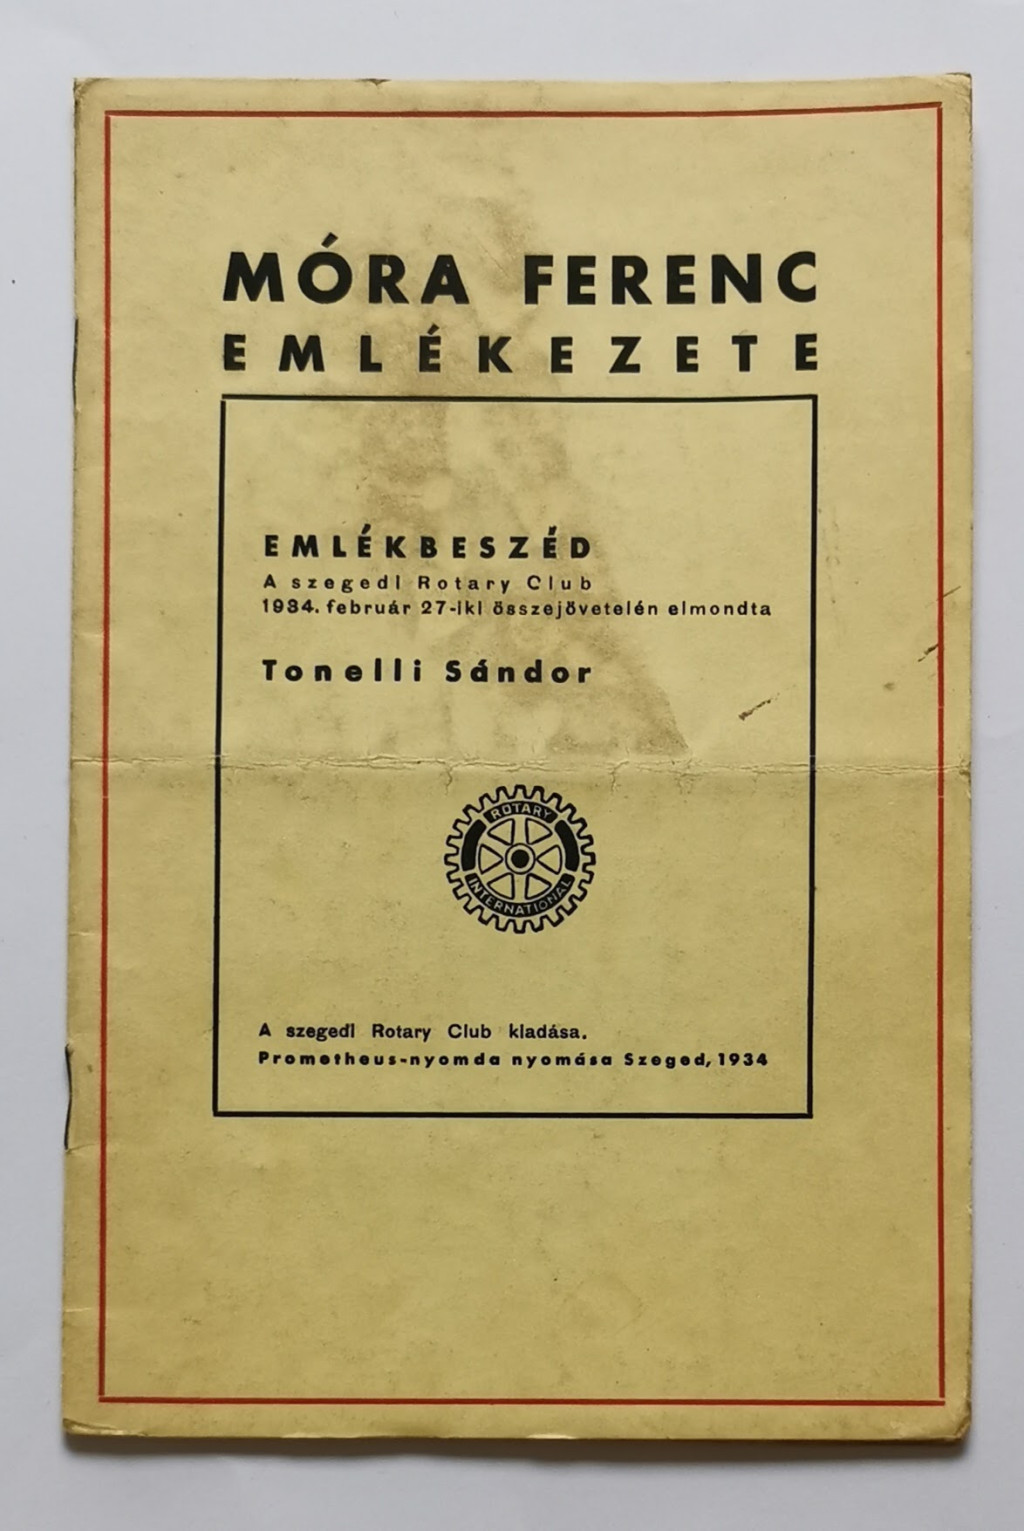 MÓRA FERENC
EMLÉKEZETE
EMLÉKBESZÉD
A szegedi Rotary Club
1934. február 27-iki összejövetelén elmondta
Tonelli Sándor
ROTARY
INTERNATIONAL
A szegedi Rotary Club kiadása.
Prometheus-nyomda nyomása Szeged, 1934